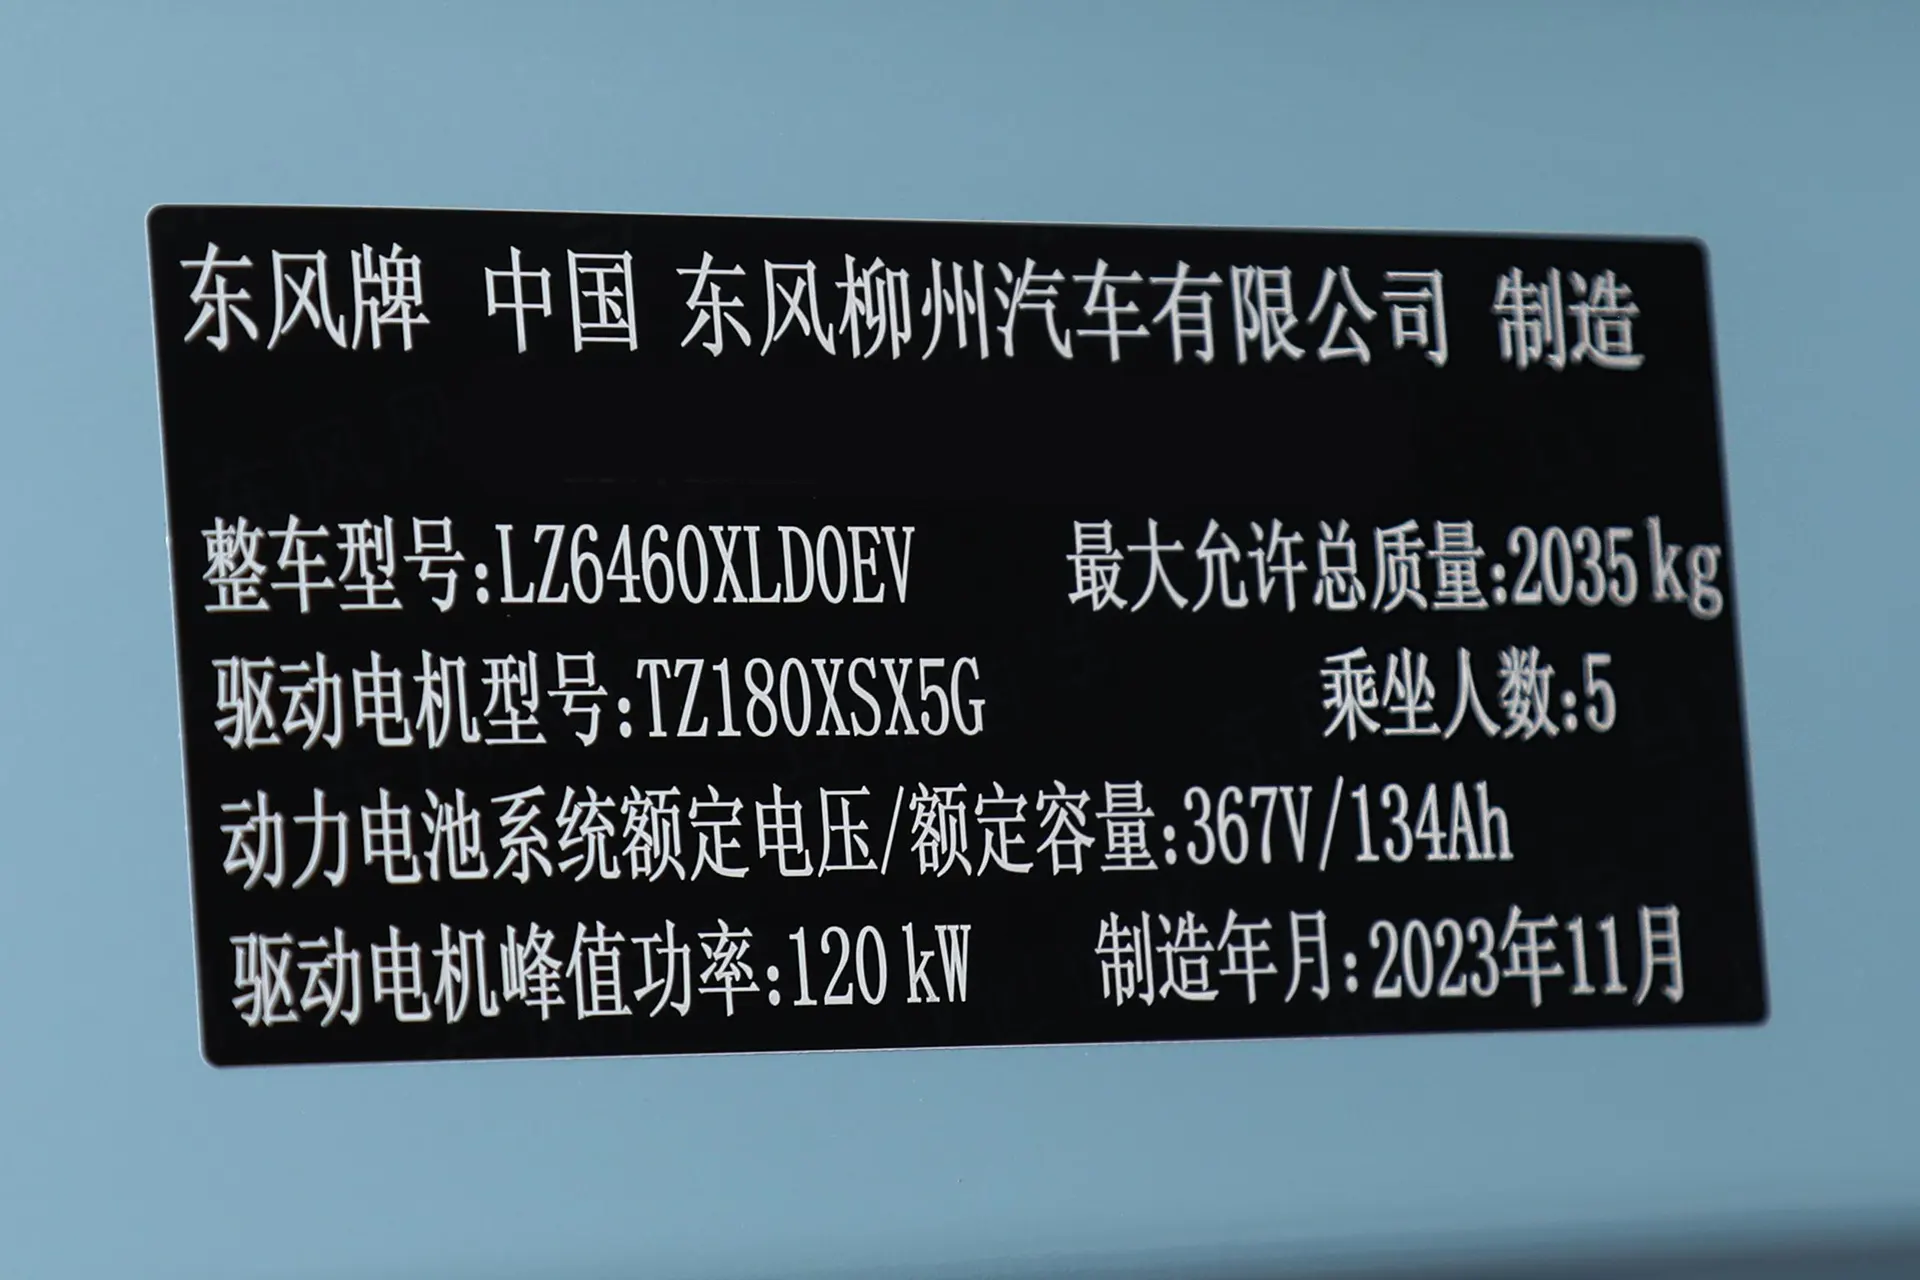 东风牌 中国 东风柳州汽车有限公司 制造
整车型号:LZ6460XLD0EV 最大允许总质量:2035kg
驱动电机型号:TZ180XSX5G 乘坐人数:5
动力电池系统额定电压/额定容量:367V/134Ah
驱动电机峰值功率:120kW 制造年月:2023年11月